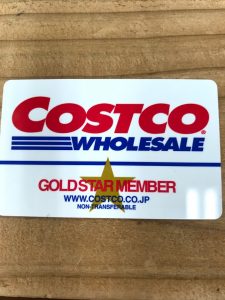 COSTCO®
WHOLESALE
GOLD STAR MEMBER
WWW.COSTCO.CO.JP
NON-TRANSFERABLE